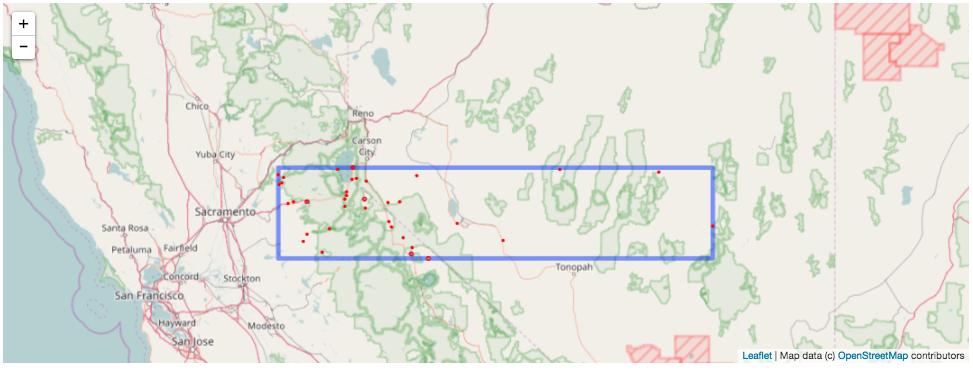 +
−
Chico
Reno
Carson
City
Yuba City
Sacramento
Santa Rosa
Petaluma
Fairfield
Concord
Stockton
Tonopah
San Francisco
Hayward
Modesto
San Jose
Leaflet | Map data (c) OpenStreetMap contributors